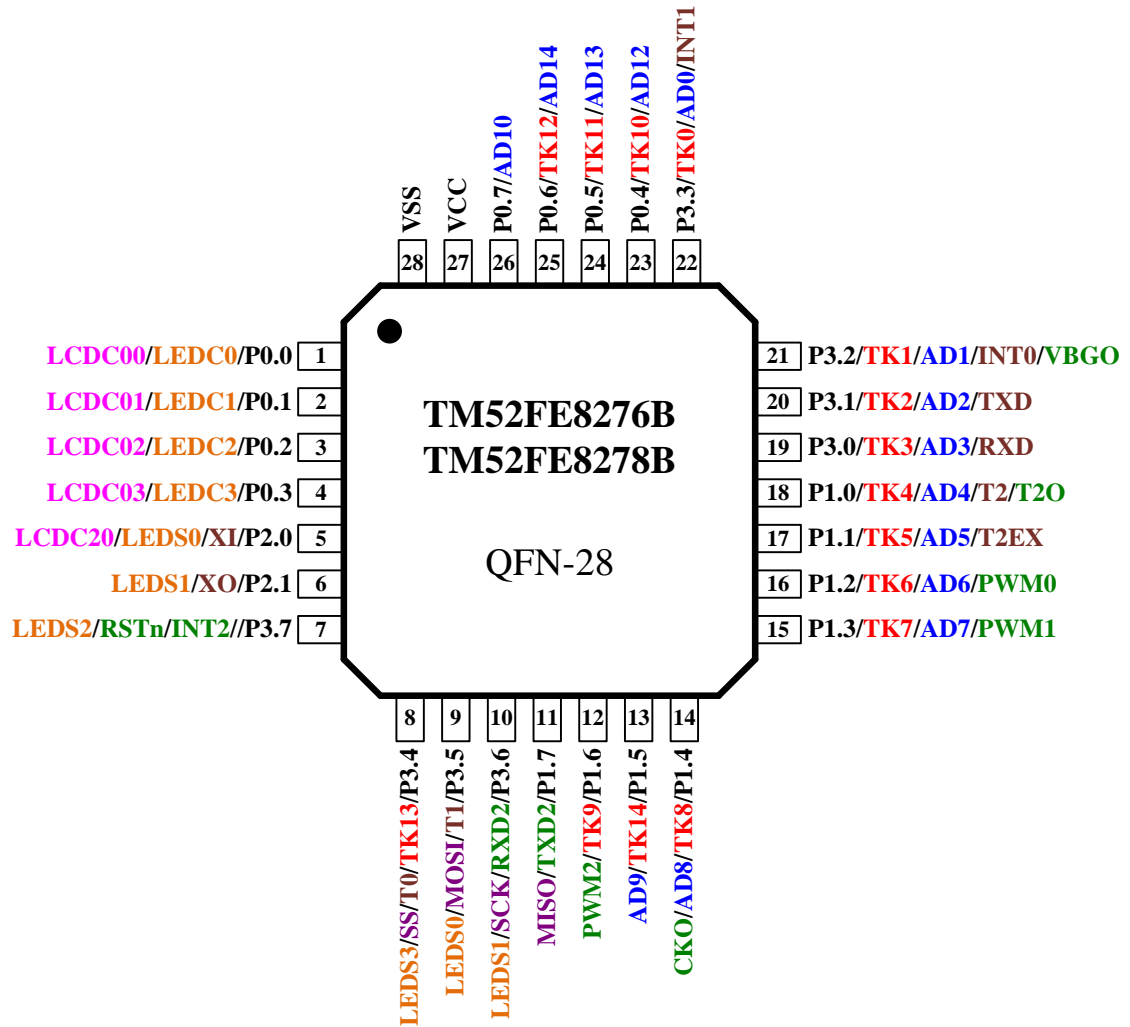 VSS
VCC
P0.7/AD10
P0.6/TK12/AD14
P0.5/TK11/AD13
P0.4/TK10/AD12
P3.3/TK0/AD0/INT1
28
27
26
25
24
23
22
LCDC00/LEDC0/P0.0 1
LCDC01/LEDC1/P0.1 2
LCDC02/LEDC2/P0.2 3
LCDC03/LEDC3/P0.3 4
LCDC20/LEDS0/XI/P2.0 5
LEDS1/XO/P2.1 6
LEDS2/RSTn/INT2//P3.7 7
TM52FE8276B
TM52FE8278B
QFN-28
21 P3.2/TK1/AD1/INT0/VBGO
20 P3.1/TK2/AD2/TXD
19 P3.0/TK3/AD3/RXD
18 P1.0/TK4/AD4/T2/T2O
17 P1.1/TK5/AD5/T2EX
16 P1.2/TK6/AD6/PWM0
15 P1.3/TK7/AD7/PWM1
8
9
10
11
12
13
14
LEDS3/SS/T0/TK13/P3.4
LEDS0/MOSI/T1/P3.5
LEDS1/SCK/RXD2/P3.6
MISO/TXD2/P1.7
PWM2/TK9/P1.6
AD9/TK14/P1.5
CKO/AD8/TK8/P1.4